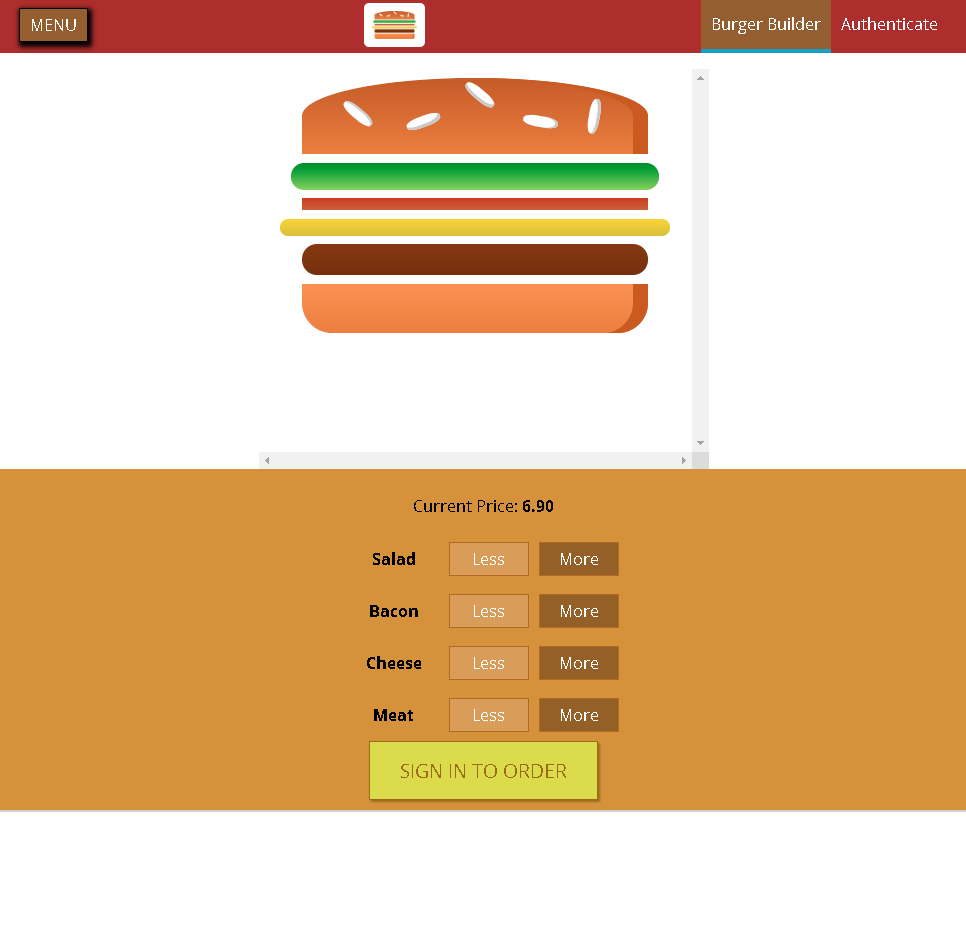 MENU
Burger Builder
Authenticate
Current Price: 6.90
Salad Less More
Bacon Less More
Cheese Less More
Meat Less More
SIGN IN TO ORDER